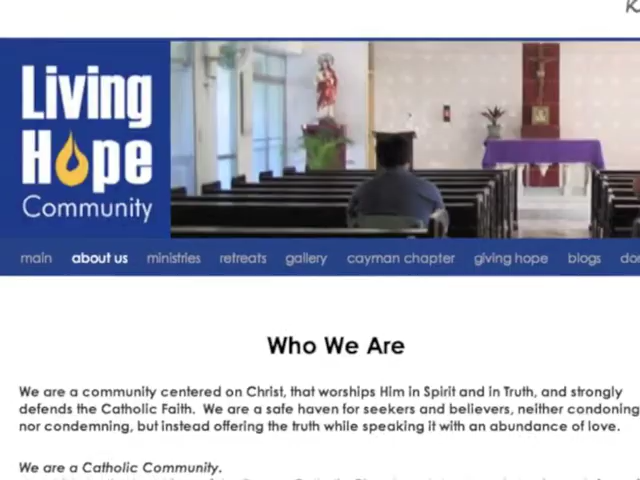 Living
Hope
Community
main about us ministries retreats gallery cayman chapter giving hope blogs
Who We Are
We are a community centered on Christ, that worships Him in Spirit and in Truth, and strongly
defends the Catholic Faith. We are a safe haven for seekers and believers, neither condoning
nor condemning, but instead offering the truth while speaking it with an abundance of love.
We are a Catholic Community.